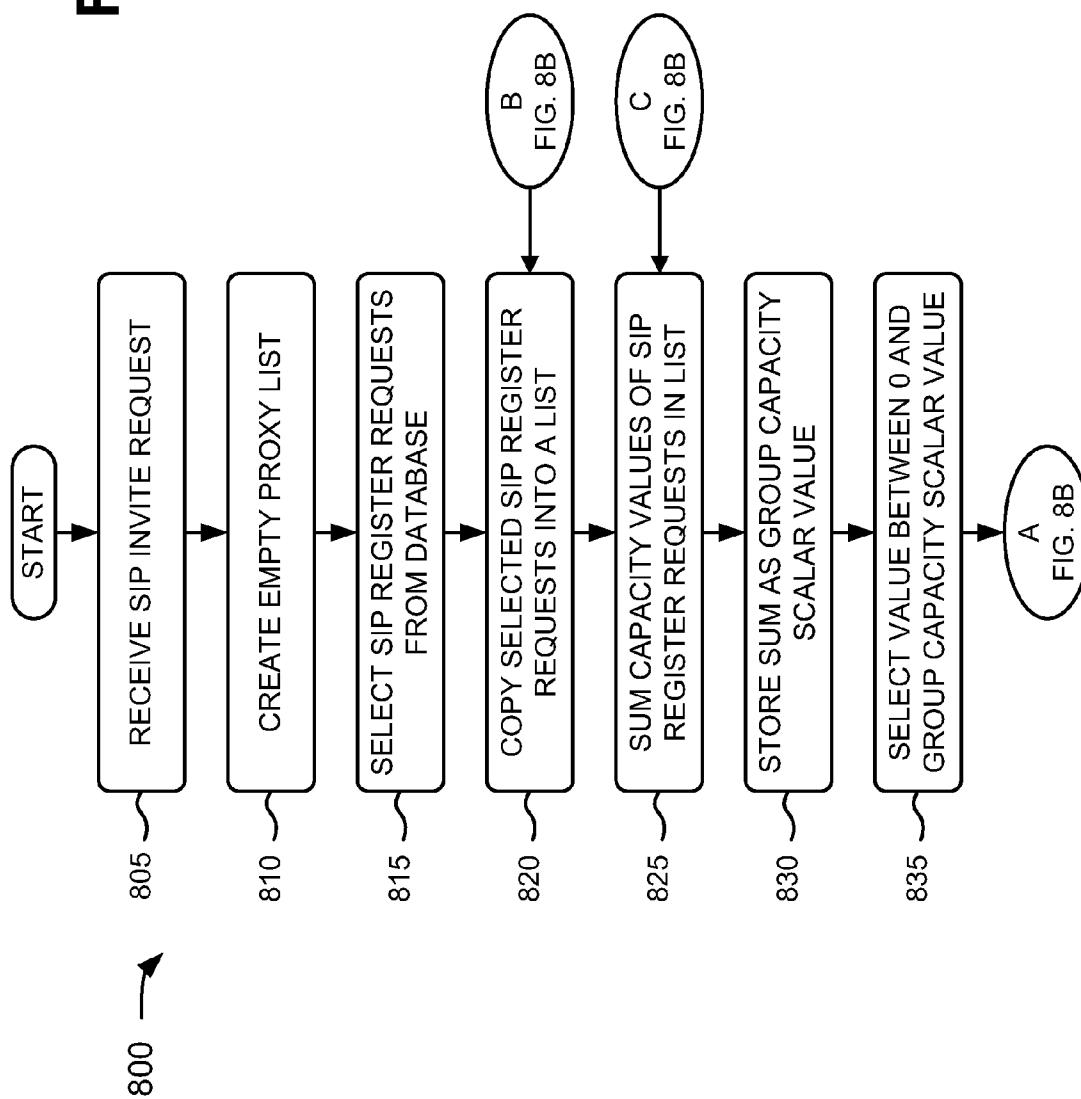 800
START
805
RECEIVE SIP INVITE REQUEST
810
CREATE EMPTY PROXY LIST
815
SELECT SIP REGISTER REQUESTS
FROM DATABASE
820
COPY SELECTED SIP REGISTER
REQUESTS INTO A LIST
B
FIG. 8B
825
SUM CAPACITY VALUES OF SIP
REGISTER REQUESTS IN LIST
C
FIG. 8B
830
STORE SUM AS GROUP CAPACITY
SCALAR VALUE
835
SELECT VALUE BETWEEN 0 AND
GROUP CAPACITY SCALAR VALUE
A
FIG. 8B